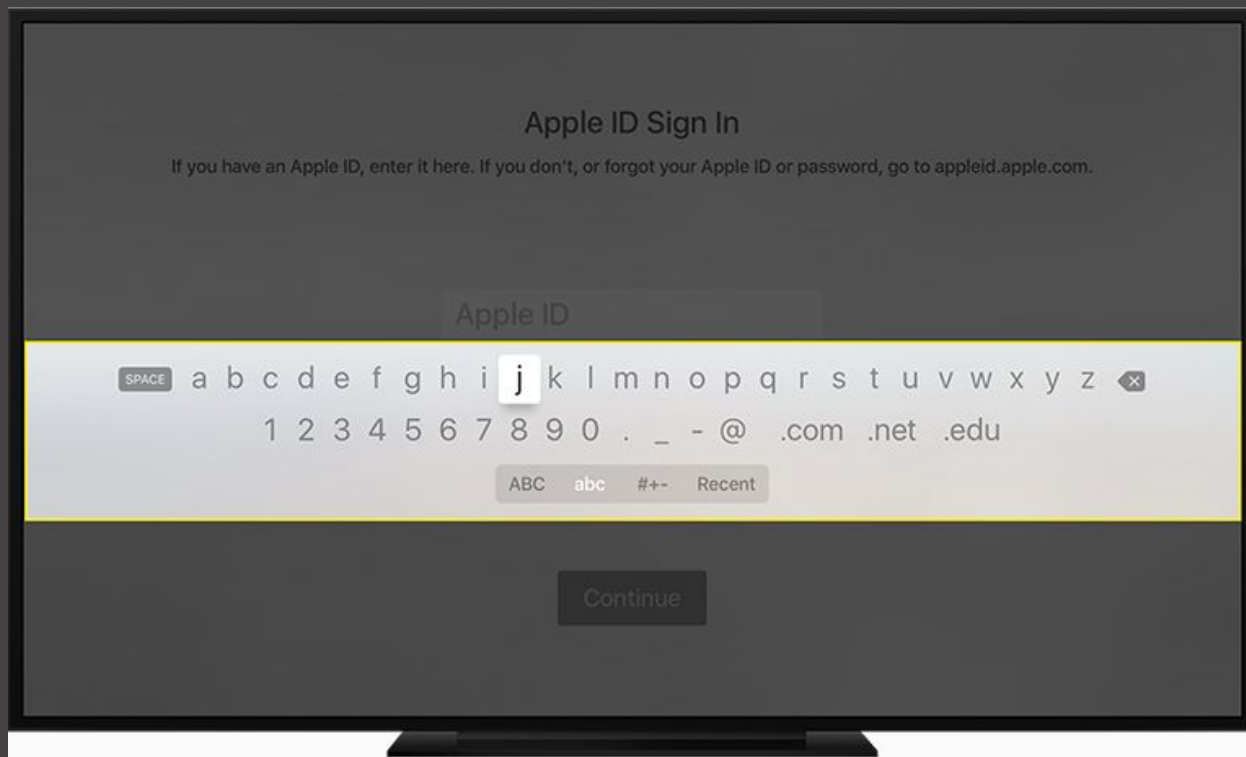 Apple ID Sign In
If you have an Apple ID, enter it here. If you don't, or forgot your Apple ID or password, go to appleid.apple.com.
Apple ID
SPACE a b c d e f g h i j k l m n o p q r s t u v w x y z
1 2 3 4 5 6 7 8 9 0 . _ - @ .com .net .edu
ABC abc #+- Recent
Continue